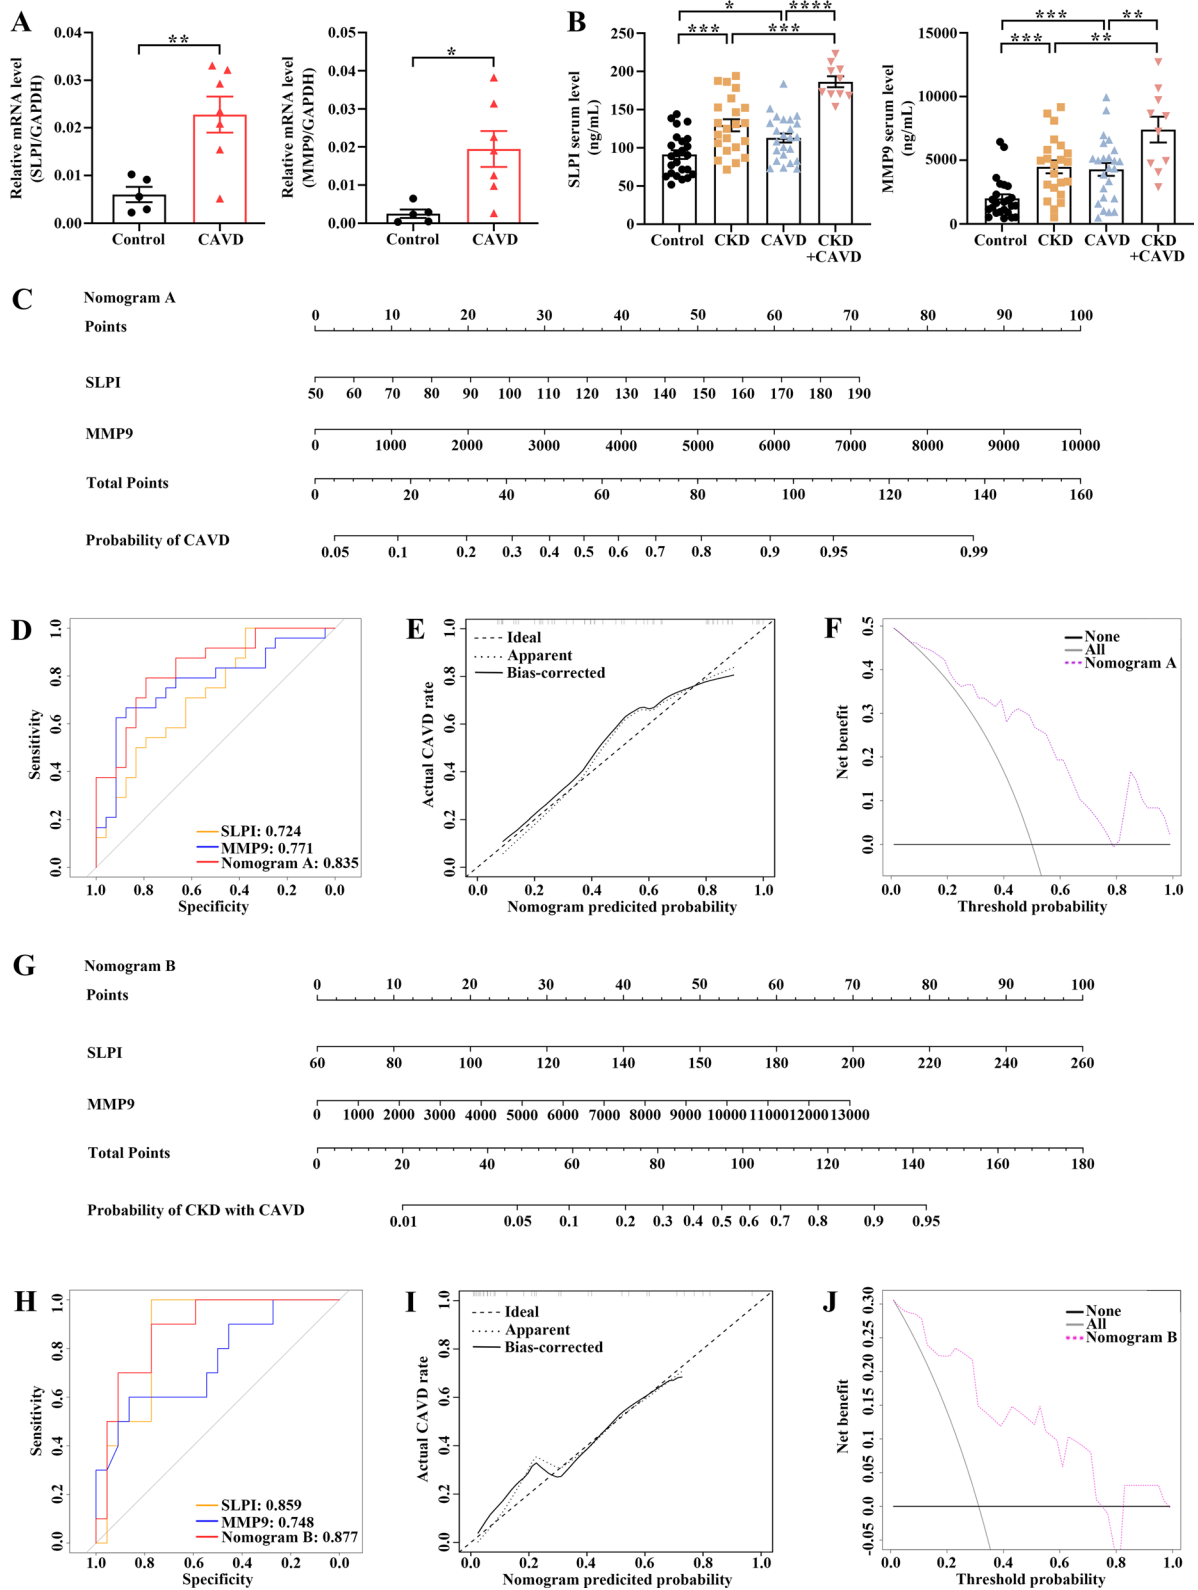 A
Relative mRNA level
(SLPI/GAPDH)
0.04
0.03
0.02
0.01
0.00
**
Control
CAVD
Relative mRNA level
(MMP9/GAPDH)
0.05
0.04
0.03
0.02
0.01
0.00
*
Control
CAVD
B
SLPI serum level
(ng/mL)
250
200
150
100
50
0
* ****
*** ***
Control
CKD
CAVD
CKD
+CAVD
MMP9 serum level
(ng/mL)
15000
10000
5000
0
*** **
*** **
Control
CKD
CAVD
CKD
+CAVD
C
Nomogram A
Points
0 10 20 30 40 50 60 70 80 90 100
SLPI
50 60 70 80 90 100 110 120 130 140 150 160 170 180 190
MMP9
0 1000 2000 3000 4000 5000 6000 7000 8000 9000 10000
Total Points
0 20 40 60 80 100 120 140 160
Probability of CAVD
0.05 0.1 0.2 0.3 0.4 0.5 0.6 0.7 0.8 0.9 0.95 0.99
D
Sensitivity
1.0
0.8
0.6
0.4
0.2
0.0
SLPI: 0.724
MMP9: 0.771
Nomogram A: 0.835
1.0 0.8 0.6 0.4 0.2 0.0
Specificity
E
Actual CAVD rate
1.0
0.8
0.6
0.4
0.2
0.0
Ideal
Apparent
Bias-corrected
0.0 0.2 0.4 0.6 0.8 1.0
Nomogram predicited probability
F
Net benefit
0.5
0.4
0.3
0.2
0.1
0.0
None
All
Nomogram A
0.0 0.2 0.4 0.6 0.8 1.0
Threshold probability
G
Nomogram B
Points
0 10 20 30 40 50 60 70 80 90 100
SLPI
60 80 100 120 140 150 180 200 220 240 260
MMP9
0 1000 2000 3000 4000 5000 6000 7000 8000 9000 10000 11000 12000 13000
Total Points
0 20 40 60 80 100 120 140 160 180
Probability of CKD with CAVD
0.01 0.05 0.1 0.2 0.3 0.4 0.5 0.6 0.7 0.8 0.9 0.95
H
Sensitivity
1.0
0.8
0.6
0.4
0.2
0.0
SLPI: 0.859
MMP9: 0.748
Nomogram B: 0.877
1.0 0.8 0.6 0.4 0.2 0.0
Specificity
I
Actual CAVD rate
1.0
0.8
0.6
0.4
0.2
0.0
Ideal
Apparent
Bias-corrected
0.0 0.2 0.4 0.6 0.8 1.0
Nomogram predicited probability
J
Net benefit
0.30
0.25
0.20
0.15
0.10
0.05
0.0
-0.05
None
All
Nomogram B
0.0 0.2 0.4 0.6 0.8 1.0
Threshold probability